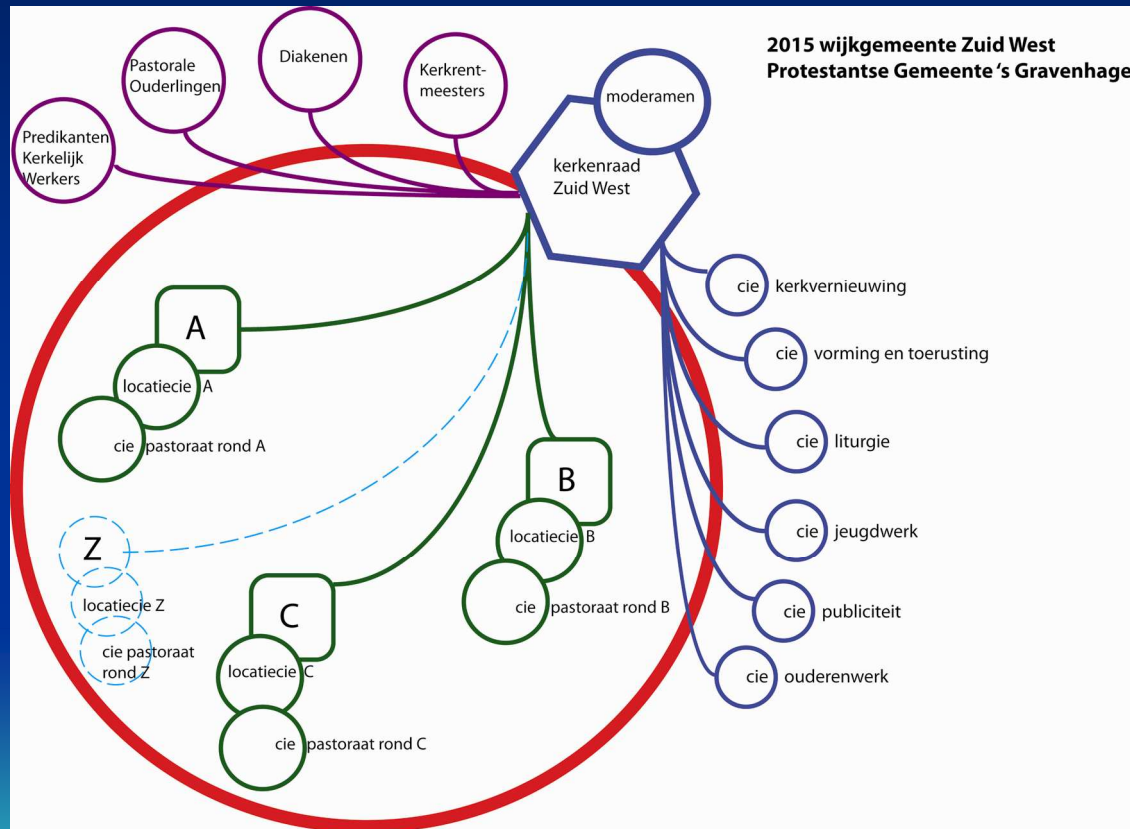 2015 wijkgemeente Zuid West
Protestantse Gemeente 's Gravenhage
Predikanten
Kerkelijk
Werkers
Pastorale
Ouderlingen
Diakenen
Kerkrent-
meesters
moderamen
kerkenraad
Zuid West
cie kerkvernieuwing
cie vorming en toerusting
cie liturgie
cie jeugdwerk
cie publiciteit
cie ouderenwerk
A
locatiecie A
cie pastoraat rond A
B
locatiecie B
cie pastoraat rond B
Z
locatiecie Z
cie pastoraat
rond Z
C
locatiecie C
cie pastoraat rond C